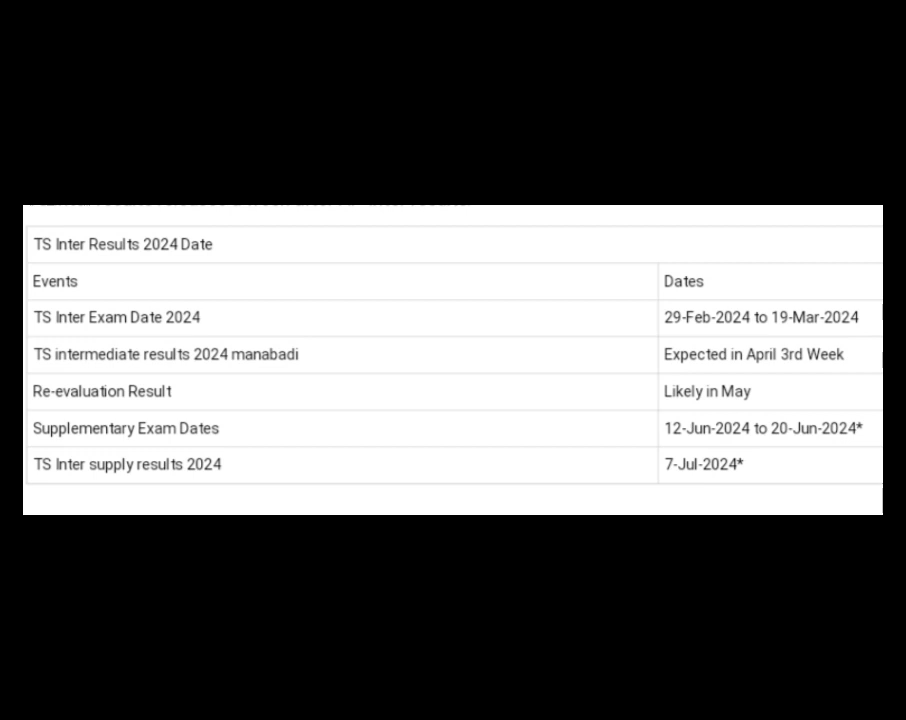 TS Inter Results 2024 Date
Events Dates
TS Inter Exam Date 2024 29-Feb-2024 to 19-Mar-2024
TS intermediate results 2024 manabadi Expected in April 3rd Week
Re-evaluation Result Likely in May
Supplementary Exam Dates 12-Jun-2024 to 20-Jun-2024*
TS Inter supply results 2024 7-Jul-2024*